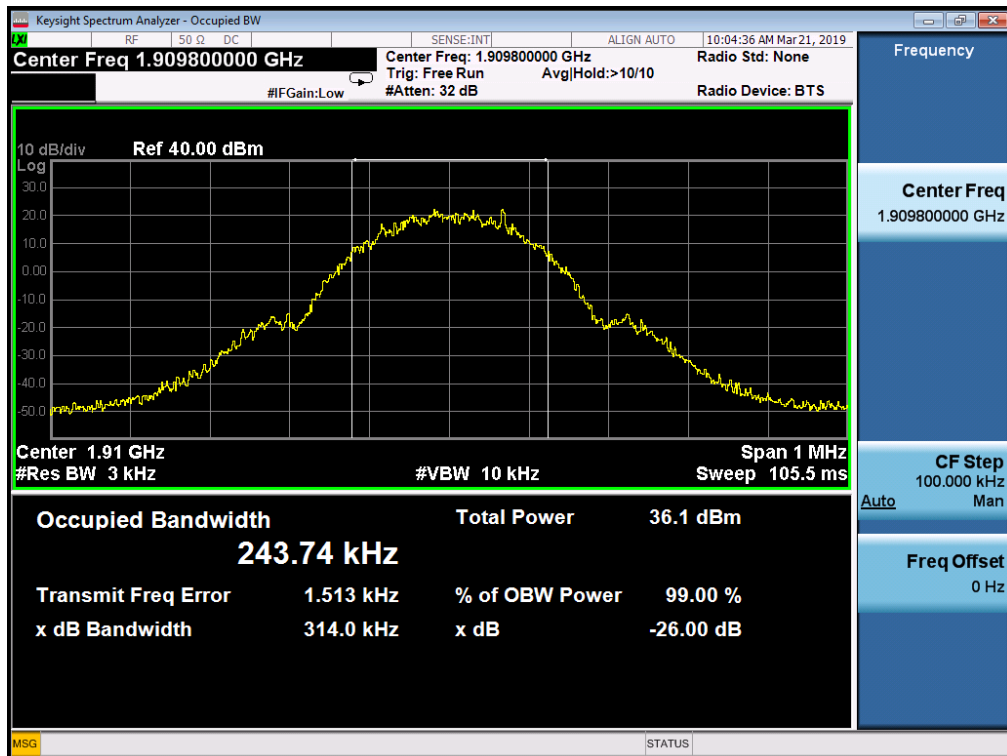 Keysight Spectrum Analyzer - Occupied BW
LXI RF 50 Ω DC SENSE:INT ALIGN AUTO 10:04:36 AM Mar 21, 2019
Center Freq 1.909800000 GHz
Center Freq: 1.909800000 GHz Radio Std: None
Trig: Free Run Avg|Hold:>10/10
#IFGain:Low #Atten: 32 dB Radio Device: BTS
10 dB/div Ref 40.00 dBm
Log
30.0
20.0
10.0
0.00
-10.0
-20.0
-30.0
-40.0
-50.0
Center 1.91 GHz Span 1 MHz
#Res BW 3 kHz #VBW 10 kHz Sweep 105.5 ms
Occupied Bandwidth Total Power 36.1 dBm
243.74 kHz
Transmit Freq Error 1.513 kHz % of OBW Power 99.00 %
x dB Bandwidth 314.0 kHz x dB -26.00 dB
MSG STATUS
Frequency
Center Freq
1.909800000 GHz
CF Step
100.000 kHz
Auto Man
Freq Offset
0 Hz